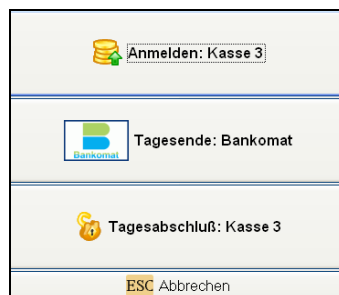 Anmelden: Kasse 3
Bankomat
Tagesende: Bankomat
Tagesabschluß: Kasse 3
ESC Abbrechen